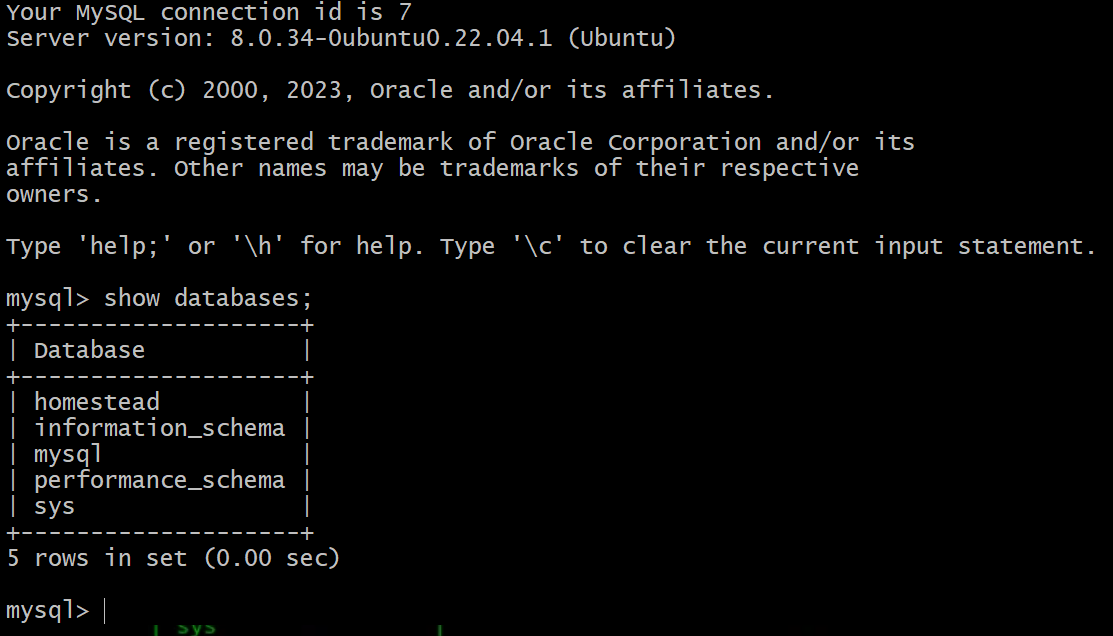 Your MySQL connection id is 7
Server version: 8.0.34-0ubuntu0.22.04.1 (Ubuntu)
Copyright (c) 2000, 2023, Oracle and/or its affiliates.
Oracle is a registered trademark of Oracle Corporation and/or its
affiliates. Other names may be trademarks of their respective
owners.
Type 'help;' or '\h' for help. Type '\c' to clear the current input statement.
mysql> show databases;
+--------------------+
| Database           |
+--------------------+
| homestead          |
| information_schema |
| mysql              |
| performance_schema |
| sys                |
+--------------------+
5 rows in set (0.00 sec)
mysql>
| sys                |